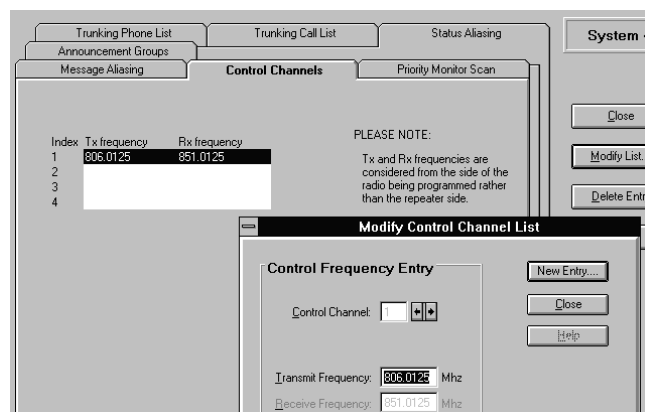 Trunking Phone List Trunking Call List Status Aliasing
Announcement Groups
Message Aliasing Control Channels Priority Monitor Scan
System
Close
Modify List.
Delete Entr
Index Tx frequency Rx frequency
1 806.0125 851.0125
2
3
4
PLEASE NOTE:
Tx and Rx frequencies are
considered from the side of the
radio being programmed rather
than the repeater side.
Modify Control Channel List
Control Frequency Entry
Control Channel: 1
Transmit Frequency: 806.0125 Mhz
Receive Frequency: 851.0125 Mhz
New Entry....
Close
Help